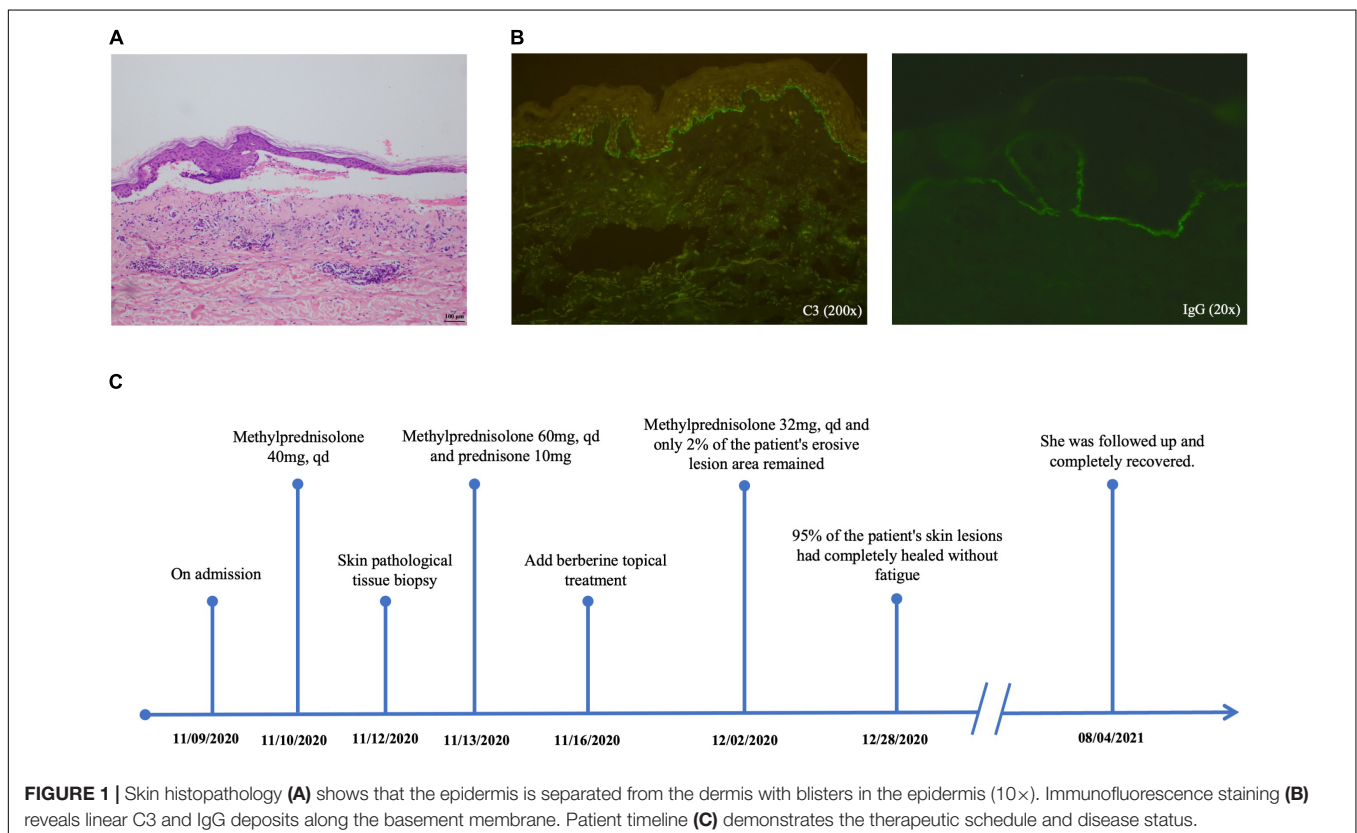 A
B
100 μm
C3 (200x)
IgG (20x)
C
Methylprednisolone
40mg, qd
Methylprednisolone 60mg, qd
and prednisone 10mg
Methylprednisolone 32mg, qd and
only 2% of the patient's erosive
lesion area remained
She was followed up and
completely recovered.
On admission
Skin pathological
tissue biopsy
Add berberine topical
treatment
95% of the patient's skin lesions
had completely healed without
fatigue
11/09/2020
11/10/2020
11/12/2020
11/13/2020
11/16/2020
12/02/2020
12/28/2020
08/04/2021
FIGURE 1 | Skin histopathology (A) shows that the epidermis is separated from the dermis with blisters in the epidermis (10×). Immunofluorescence staining (B)
reveals linear C3 and IgG deposits along the basement membrane. Patient timeline (C) demonstrates the therapeutic schedule and disease status.